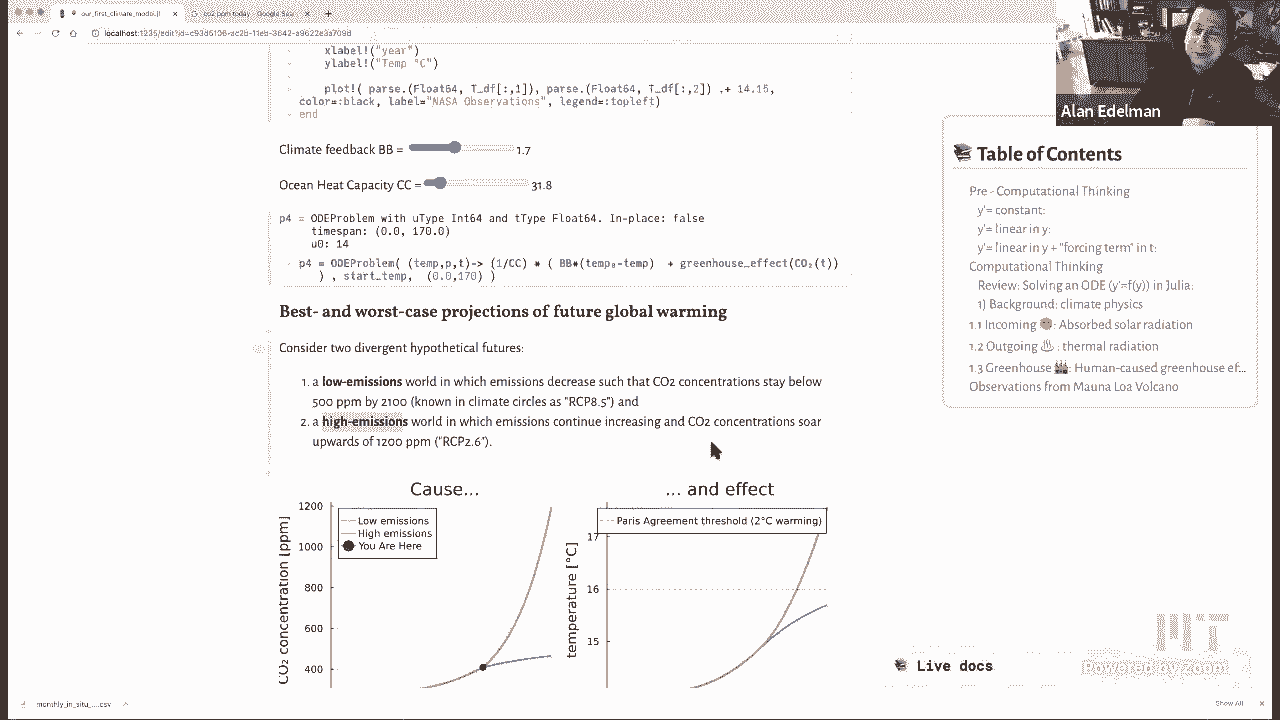 our_first_climate_model.jl
co2 ppm today - Google Sea
localhost:1235/edit?id=
xlabel!("year")
ylabel!("Temp °C")
plot!( parse.(Float64, T_df[:,1]), parse.(Float64, T_df[:,2]) .+ 14.15,
color=:black, label="NASA Observations", legend=:topleft)
end
Alan Edelman
Climate feedback BB = 1.7
Ocean Heat Capacity CC = 31.8
p4 = ODEProblem with uType Int64 and tType Float64. In-place: false
timespan: (0.0, 170.0)
u0: 14
p4 = ODEProblem( (temp,p,t)-> (1/CC) * ( BB*(temp₀-temp) + greenhouse_effect(CO₂(t))
) , start_temp, (0.0,170) )
Best- and worst-case projections of future global warming
Consider two divergent hypothetical futures:
1. a low-emissions world in which emissions decrease such that CO2 concentrations stay below
500 ppm by 2100 (known in climate circles as "RCP8.5") and
2. a high-emissions world in which emissions continue increasing and CO2 concentrations soar
upwards of 1200 ppm ("RCP2.6").
Cause...
1200
1000
800
600
400
CO₂ concentration [ppm]
Low emissions
High emissions
You Are Here
... and effect
Paris Agreement threshold (2°C warming)
17
16
15
temperature [°C]
Table of Contents
Pre - Computational Thinking
y'= constant:
y'= linear in y:
y'= linear in y + "forcing term" in t:
Computational Thinking
Review: Solving an ODE (y'=f(y)) in Julia:
1) Background: climate physics
1.1 Incoming 🌞: Absorbed solar radiation
1.2 Outgoing ♨: thermal radiation
1.3 Greenhouse 🏭: Human-caused greenhouse ef...
Observations from Mauna Loa Volcano
MIT
Live docs
monthly_in_situ_....csv
Show All